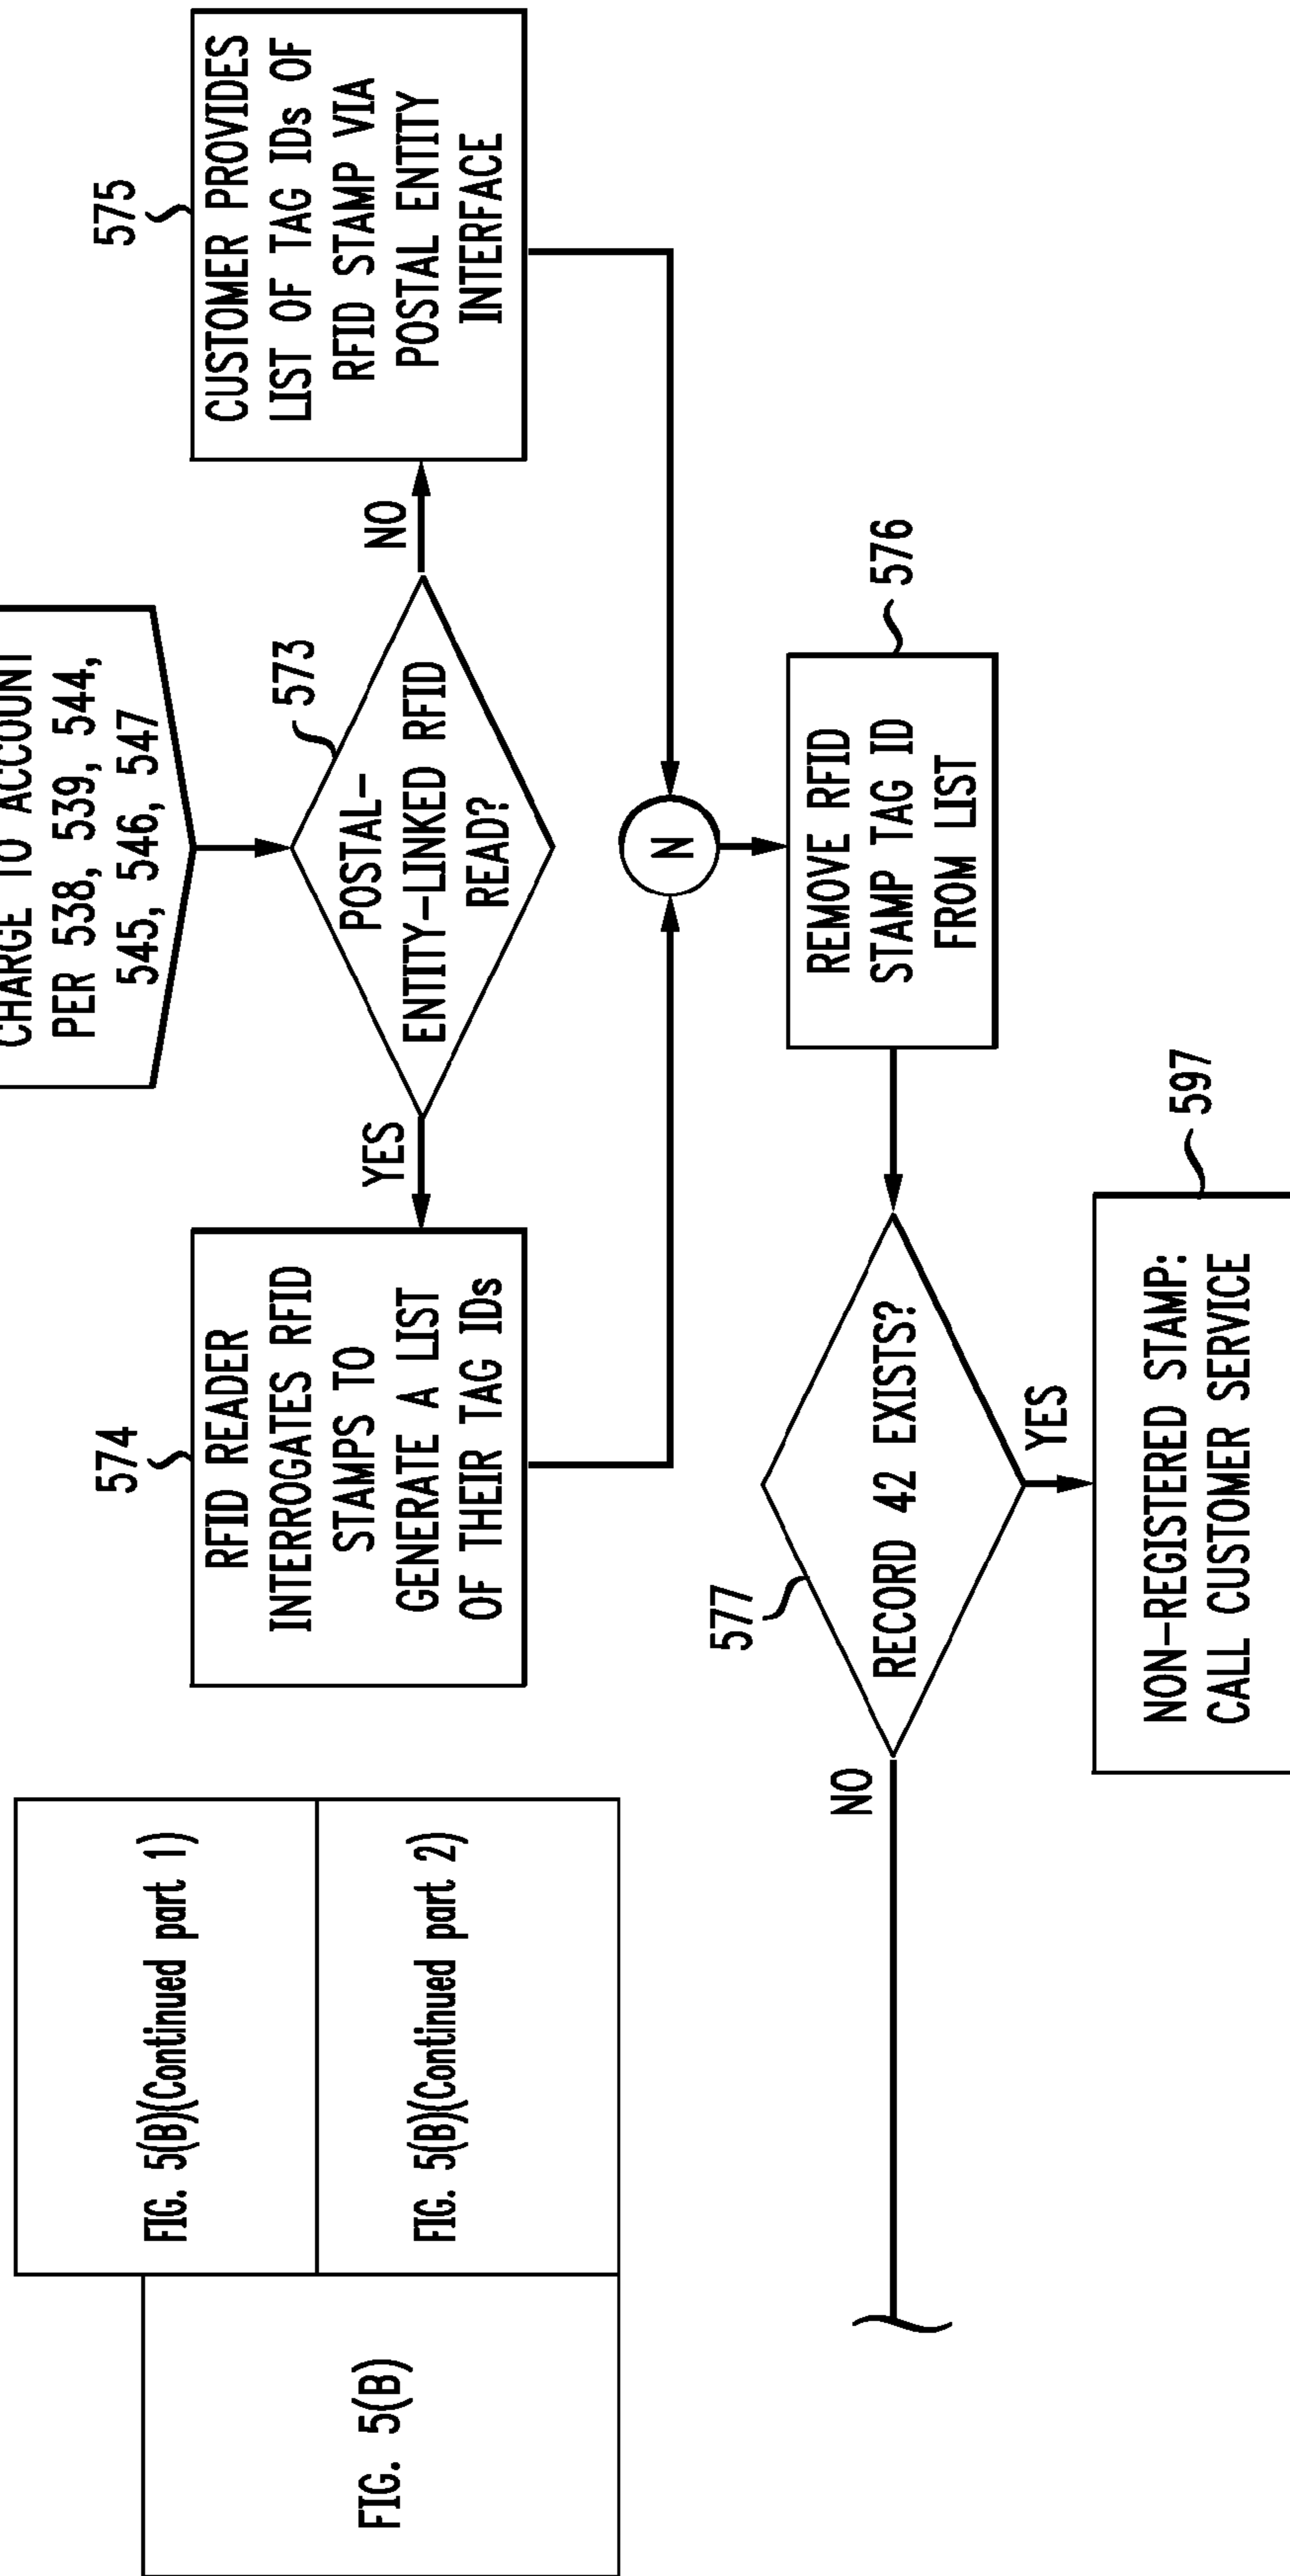 CHARGE TO ACCOUNT
PER 538, 539, 544,
545, 546, 547
573
POSTAL-
ENTITY-LINKED RFID
READ?
YES
NO
574
RFID READER
INTERROGATES RFID
STAMPS TO
GENERATE A LIST
OF THEIR TAG IDs
575
CUSTOMER PROVIDES
LIST OF TAG IDs OF
RFID STAMP VIA
POSTAL ENTITY
INTERFACE
N
576
REMOVE RFID
STAMP TAG ID
FROM LIST
577
RECORD 42 EXISTS?
NO
YES
597
NON-REGISTERED STAMP:
CALL CUSTOMER SERVICE
FIG. 5(B)
FIG. 5(B)(Continued part 1)
FIG. 5(B)(Continued part 2)